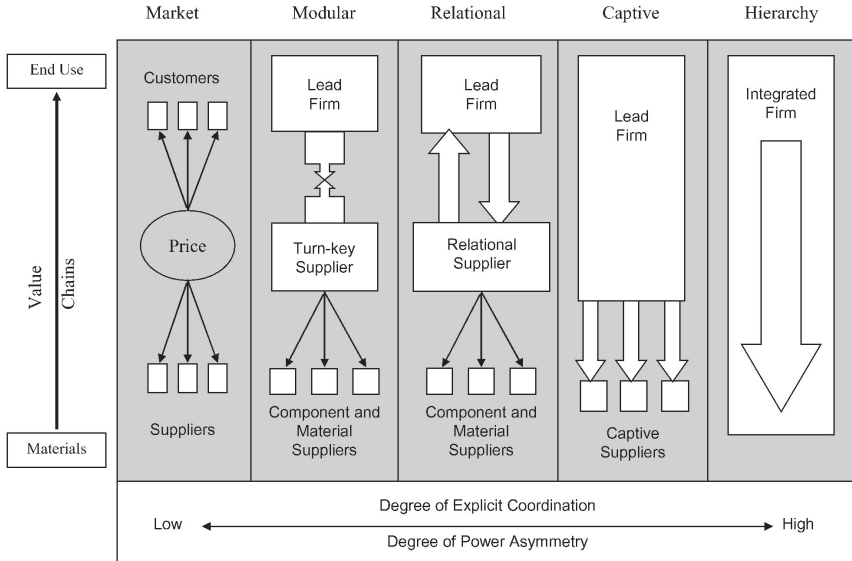 Market
Modular
Relational
Captive
Hierarchy
End Use
Value
Chains
Materials
Customers
Price
Suppliers
Lead
Firm
Turn-key
Supplier
Component and
Material
Suppliers
Lead
Firm
Relational
Supplier
Component and
Material
Suppliers
Lead
Firm
Captive
Suppliers
Integrated
Firm
Degree of Explicit Coordination
Low
High
Degree of Power Asymmetry